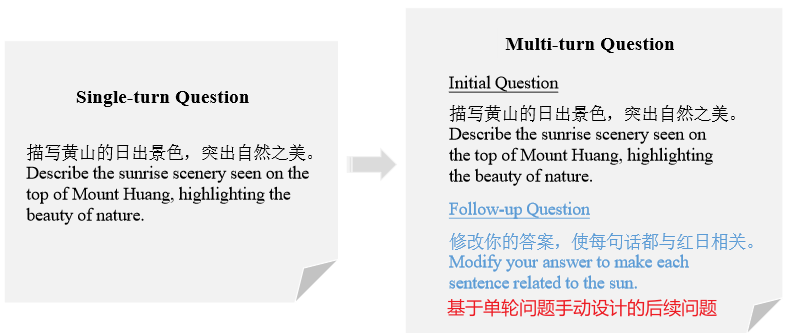 Single-turn Question
描写黄山的日出景色，突出自然之美。
Describe the sunrise scenery seen on the
top of Mount Huang, highlighting the
beauty of nature.
Multi-turn Question
Initial Question
描写黄山的日出景色，突出自然之美。
Describe the sunrise scenery seen on
the top of Mount Huang, highlighting
the beauty of nature.
Follow-up Question
修改你的答案，使每句话都与红日相关。
Modify your answer to make each
sentence related to the sun.
基于单轮问题手动设计的后续问题